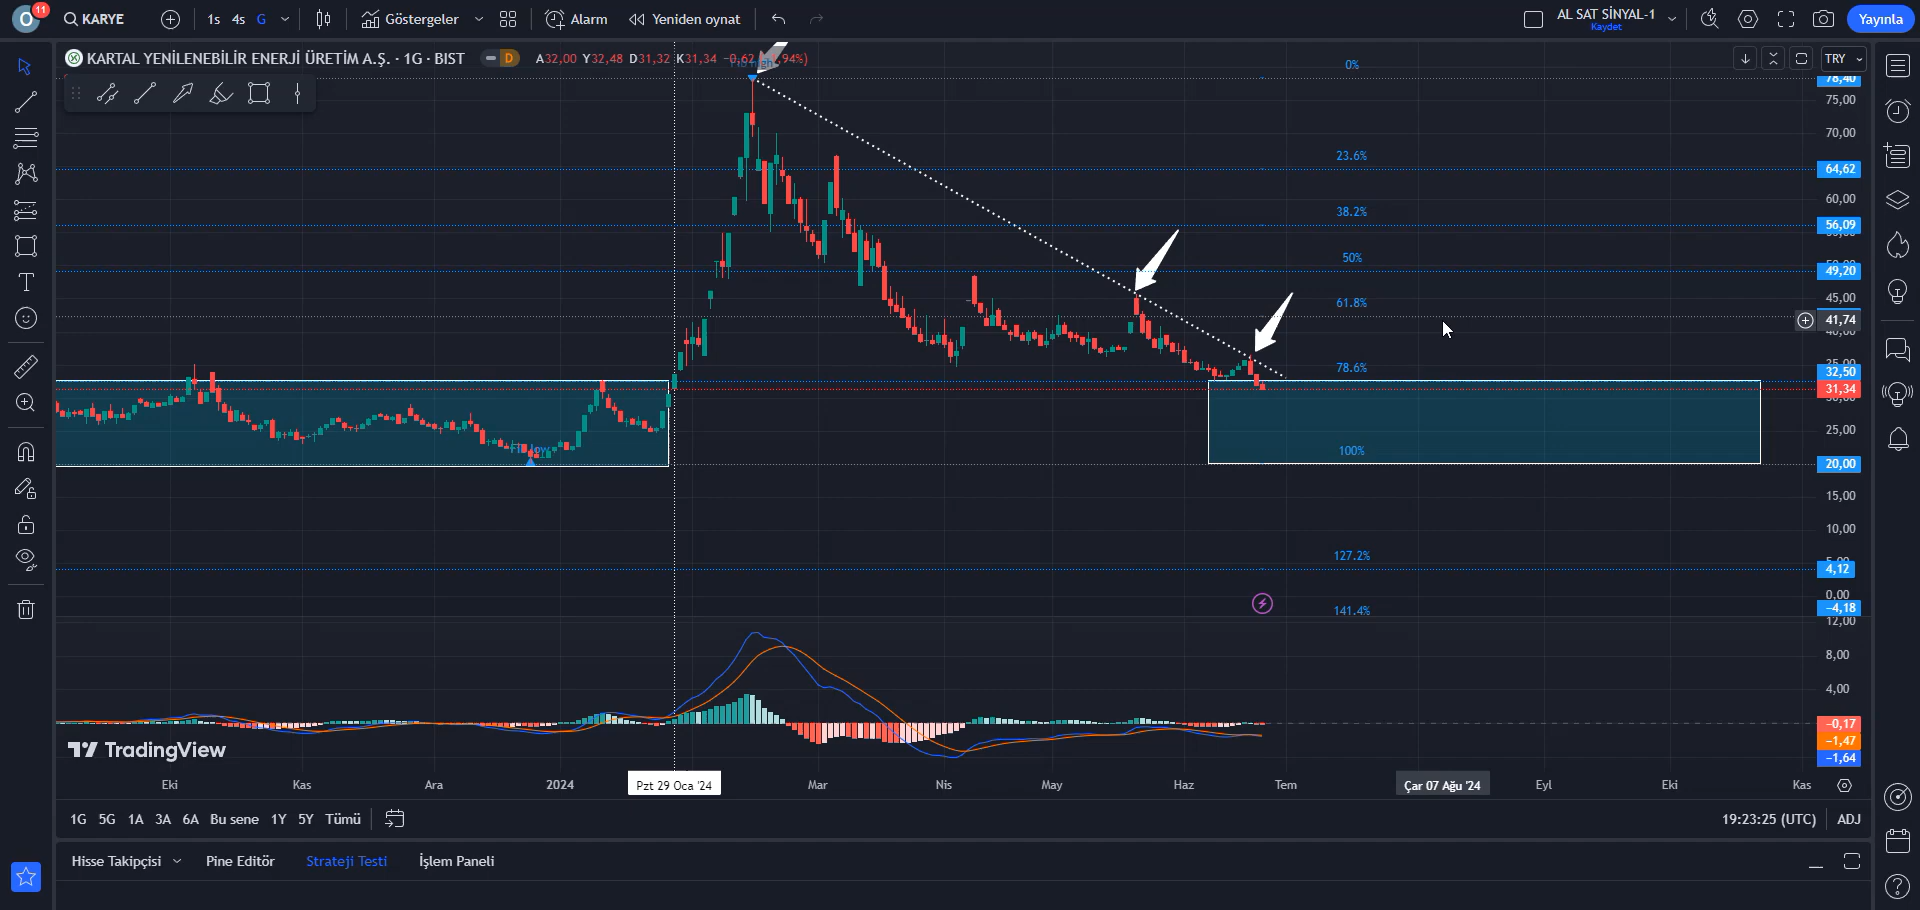 O
11
KARYE
1s 4s G
Göstergeler
Alarm
Yeniden oynat
AL SAT SİNYAL-1
Kaydet
Yayınla
KARTAL YENİLENEBİLİR ENERJİ ÜRETİM A.Ş. · 1G · BIST
D
A32,00 Y32,48 D31,32 K31,34
TRY
0%
78,40
75,00
70,00
23.6%
64,62
60,00
38.2%
56,09
50%
49,20
45,00
61.8%
41,74
35,00
78.6%
32,50
31,34
25,00
100%
20,00
15,00
10,00
127.2%
4,12
0,00
141.4%
−4,18
12,00
8,00
4,00
−0,17
−1,47
−1,64
TradingView
Eki Kas Ara 2024 Pzt 29 Oca '24 Mar Nis May Haz Tem Çar 07 Ağu '24 Eyl Eki Kas
1G 5G 1A 3A 6A Bu sene 1Y 5Y Tümü
19:23:25 (UTC) ADJ
Hisse Takipçisi Pine Editör Strateji Testi İşlem Paneli